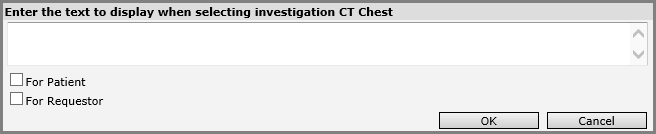 Enter the text to display when selecting investigation CT Chest
For Patient
For Requestor
OK Cancel